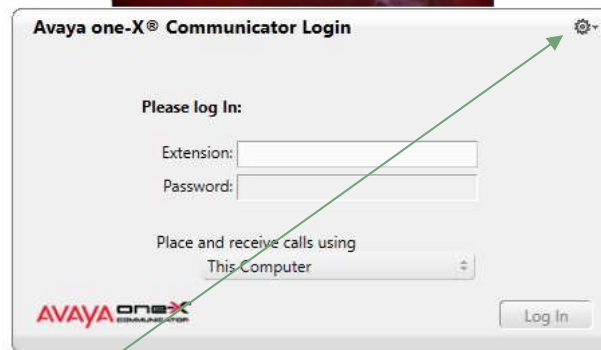 Avaya one-X® Communicator Login
Please log In:
Extension:
Password:
Place and receive calls using
This Computer
AVAYA one-X
COMMUNICATOR
Log In